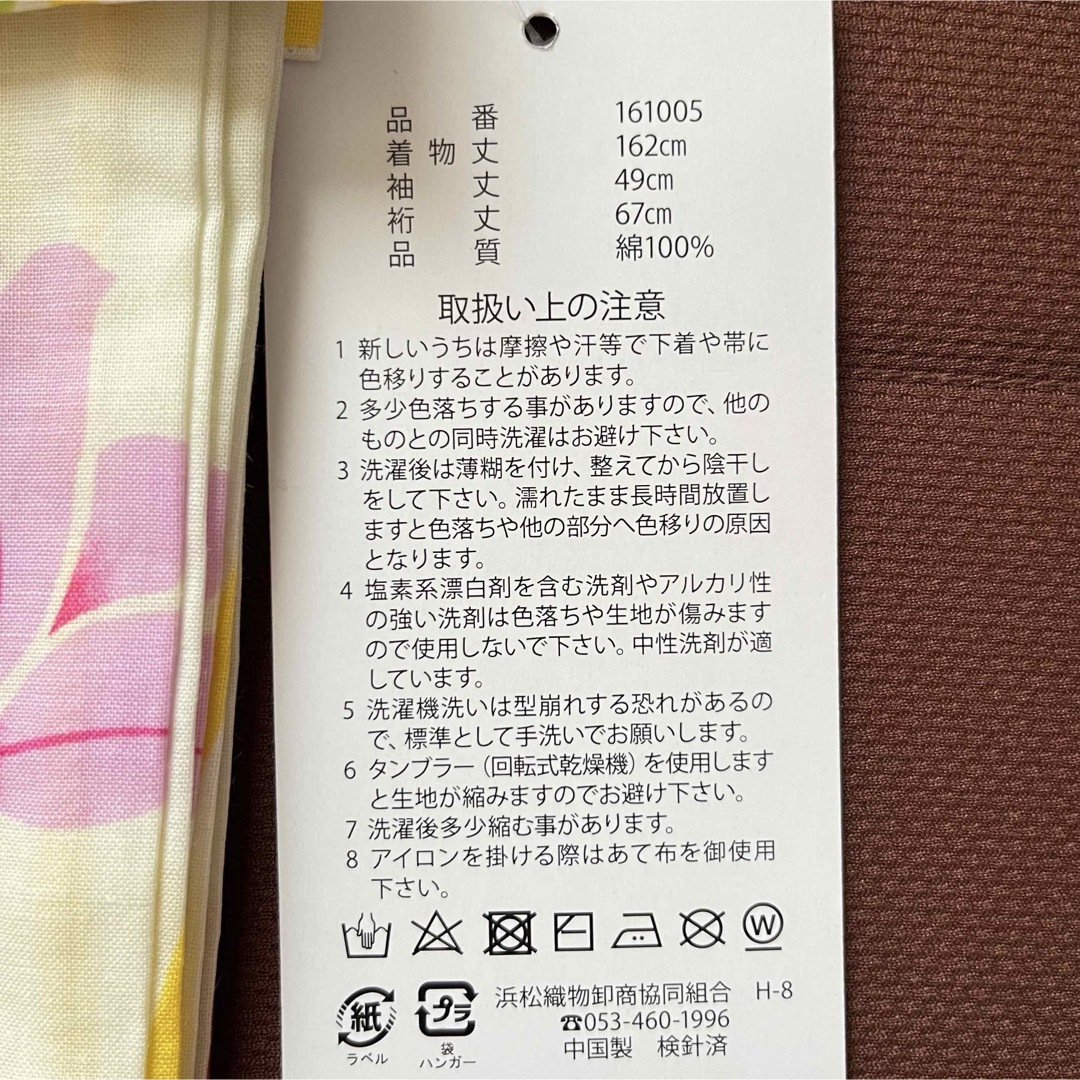 品番 161005
着物丈 162cm
袖丈 49cm
裄丈 67cm
品質 綿100%
取扱い上の注意
1 新しいうちは摩擦や汗等で下着や帯に
色移りすることがあります。
2 多少色落ちする事がありますので、他の
ものとの同時洗濯はお避け下さい。
3 洗濯後は薄糊を付け、整えてから陰干し
をして下さい。濡れたまま長時間放置し
ますと色落ちや他の部分へ色移りの原因
となります。
4 塩素系漂白剤を含む洗剤やアルカリ性
の強い洗剤は色落ちや生地が傷みます
ので使用しないで下さい。中性洗剤が適
しています。
5 洗濯機洗いは型崩れする恐れがあるの
で、標準として手洗いでお願いします。
6 タンブラー（回転式乾燥機）を使用します
と生地が縮みますのでお避け下さい。
7 洗濯後多少縮む事があります。
8 アイロンを掛ける際はあて布を御使用
下さい。
W
紙
ラベル
プラ
袋
ハンガー
浜松織物卸商協同組合 H-8
☎053-460-1996
中国製 検針済